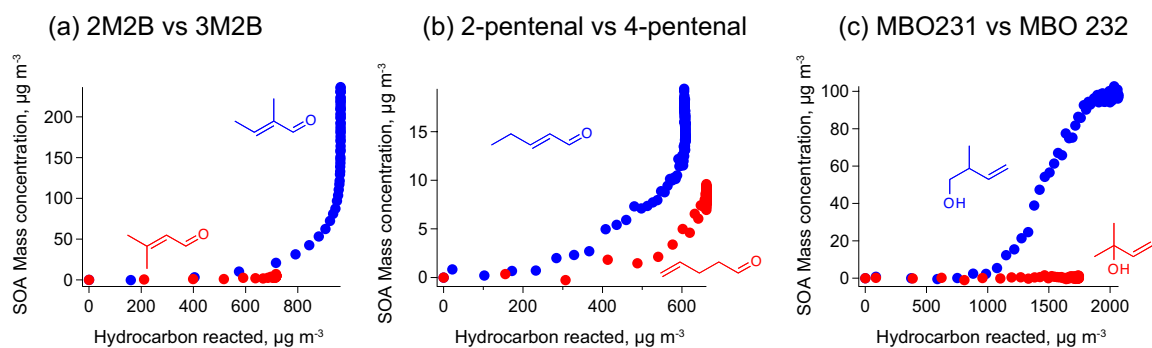 (a) 2M2B vs 3M2B
SOA Mass concentration, µg m⁻³
200
150
100
50
0
O
O
0
200
400
600
800
Hydrocarbon reacted, µg m⁻³
(b) 2-pentenal vs 4-pentenal
SOA Mass concentration, µg m⁻³
15
10
5
0
O
O
0
200
400
600
Hydrocarbon reacted, µg m⁻³
(c) MBO231 vs MBO 232
SOA Mass concentration, µg m⁻³
100
80
60
40
20
0
OH
OH
0
500
1000
1500
2000
Hydrocarbon reacted, µg m⁻³